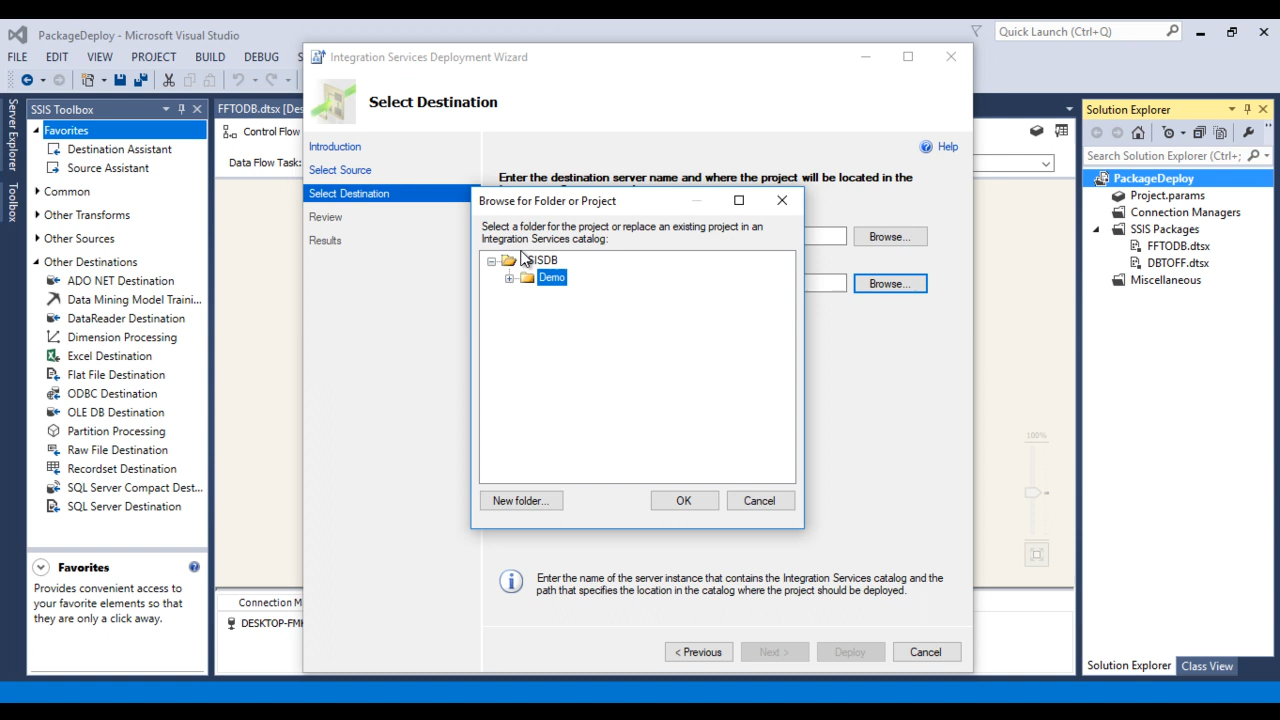 PackageDeploy - Microsoft Visual Studio
Quick Launch (Ctrl+Q)
FILE EDIT VIEW PROJECT BUILD DEBUG S
Integration Services Deployment Wizard
Select Destination
Server Explorer
Toolbox
SSIS Toolbox
Favorites
Destination Assistant
Source Assistant
Common
Other Transforms
Other Sources
Other Destinations
ADO NET Destination
Data Mining Model Traini...
DataReader Destination
Dimension Processing
Excel Destination
Flat File Destination
ODBC Destination
OLE DB Destination
Partition Processing
Raw File Destination
Recordset Destination
SQL Server Compact Dest...
SQL Server Destination
Favorites
Provides convenient access to
your favorite elements so that
they are only a click away.
FFTODB.dtsx [Des
Control Flow
Data Flow Task:
Connection M
DESKTOP-FMH
Introduction
Select Source
Select Destination
Review
Results
Help
Enter the destination server name and where the project will be located in the
Browse...
Browse...
Browse for Folder or Project
Select a folder for the project or replace an existing project in an
Integration Services catalog:
SISDB
Demo
New folder... OK Cancel
Enter the name of the server instance that contains the Integration Services catalog and the
path that specifies the location in the catalog where the project should be deployed.
< Previous Next > Deploy Cancel
100%
Solution Explorer
Search Solution Explorer (Ctrl+;
PackageDeploy
Project.params
Connection Managers
SSIS Packages
FFTODB.dtsx
DBTOFF.dtsx
Miscellaneous
Solution Explorer Class View